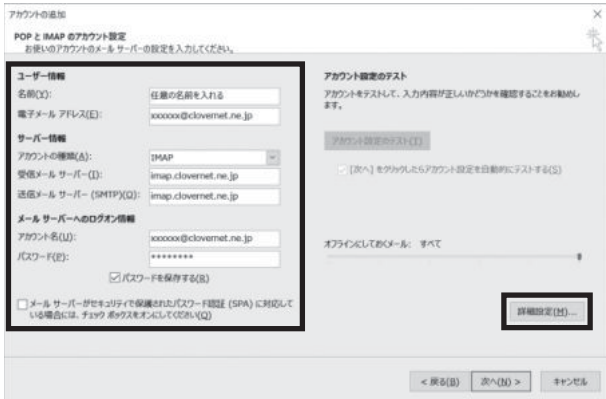 アカウントの追加
×
POP と IMAP のアカウント設定
お使いのアカウントのメール サーバーの設定を入力してください。
ユーザー情報
名前(Y):
任意の名前を入れる
電子メール アドレス(E):
xxxxxx@clovernet.ne.jp
サーバー情報
アカウントの種類(A):
IMAP
受信メール サーバー(I):
imap.clovernet.ne.jp
送信メール サーバー (SMTP)(O):
imap.clovernet.ne.jp
メール サーバーへのログオン情報
アカウント名(U):
xxxxxx@clovernet.ne.jp
パスワード(P):
********
パスワードを保存する(R)
メール サーバーがセキュリティで保護されたパスワード認証 (SPA) に対応して
いる場合には、チェック ボックスをオンにしてください(Q)
アカウント設定のテスト
アカウントをテストして、入力内容が正しいかどうかを確認することをお勧めし
ます。
アカウント設定のテスト(T)
[次へ] をクリックしたらアカウント設定を自動的にテストする(S)
オフラインにしておくメール: すべて
詳細設定(M)...
< 戻る(B)
次へ(N) >
キャンセル